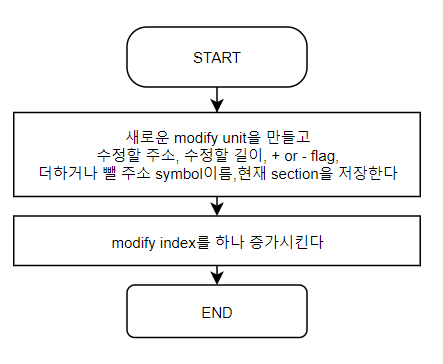 START
새로운 modify unit을 만들고
수정할 주소, 수정할 길이, + or - flag,
더하거나 뺄 주소 symbol이름,현재 section을 저장한다
modify index를 하나 증가시킨다
END